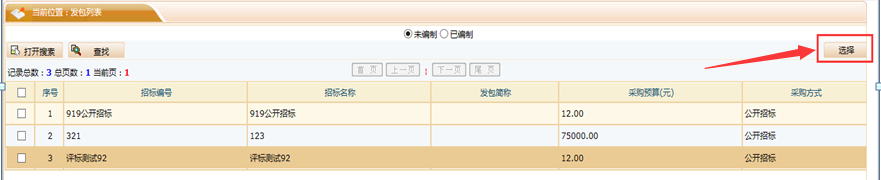 当前位置：发包列表
未编制 已编制
打开搜索 查找 选择
记录总数：3 总页数：1 当前页：1 首 页 上一页 1 下一页 尾 页
序号 招标编号 招标名称 发包简称 采购预算(元) 采购方式
1 919公开招标 919公开招标 12.00 公开招标
2 321 123 75000.00 公开招标
3 评标测试92 评标测试92 12.00 公开招标